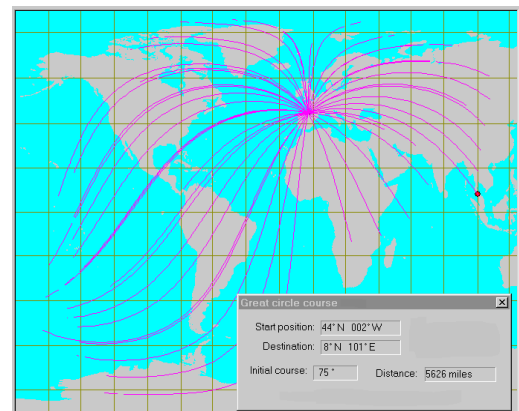 Great circle course
Start position: 44° N 002° W
Destination: 8° N 101° E
Initial course: 75 ° Distance: 5626 miles